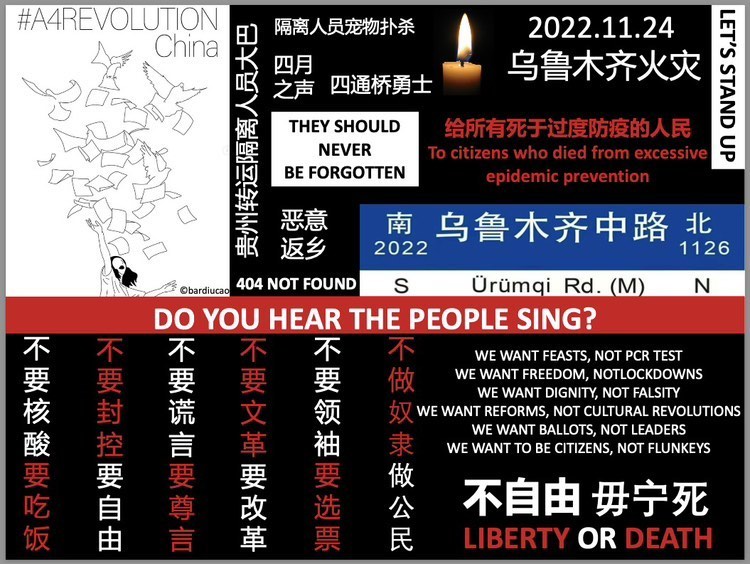 #A4REVOLUTION
China
©bardiucao
贵州转运隔离人员大巴
隔离人员宠物扑杀
四月
之声
四通桥勇士
2022.11.24
乌鲁木齐火灾
LET'S STAND UP
THEY SHOULD
NEVER
BE FORGOTTEN
给所有死于过度防疫的人民
To citizens who died from excessive
epidemic prevention
恶意
返乡
404 NOT FOUND
南 乌鲁木齐中路 北
2022 1126
S Ürümqi Rd. (M) N
DO YOU HEAR THE PEOPLE SING?
不要核酸要吃饭
不要封控要自由
不要谎言要尊言
不要文革要改革
不要领袖要选票
不做奴隶做公民
WE WANT FEASTS, NOT PCR TEST
WE WANT FREEDOM, NOTLOCKDOWNS
WE WANT DIGNITY, NOT FALSITY
WE WANT REFORMS, NOT CULTURAL REVOLUTIONS
WE WANT BALLOTS, NOT LEADERS
WE WANT TO BE CITIZENS, NOT FLUNKEYS
不自由 毋宁死
LIBERTY OR DEATH